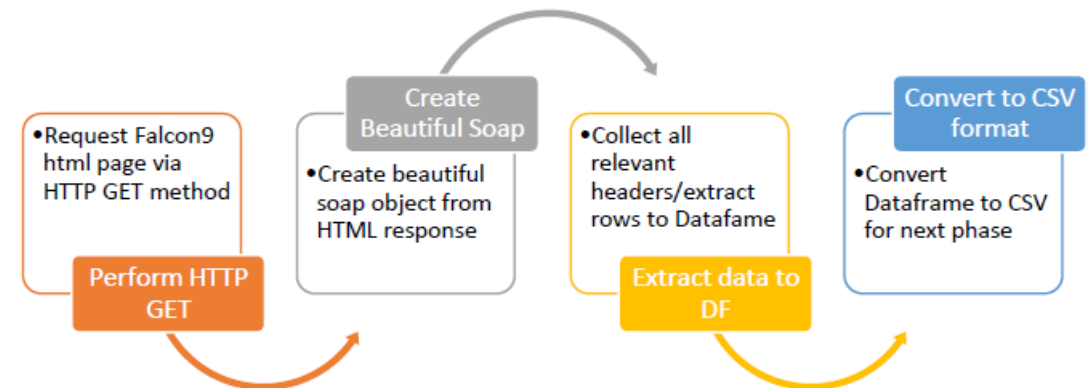 •Request Falcon9
html page via
HTTP GET method
Perform HTTP
GET
Create
Beautiful Soap
•Create beautiful
soap object from
HTML response
•Collect all
relevant
headers/extract
rows to Datafame
Extract data to
DF
Convert to CSV
format
•Convert
Dataframe to CSV
for next phase